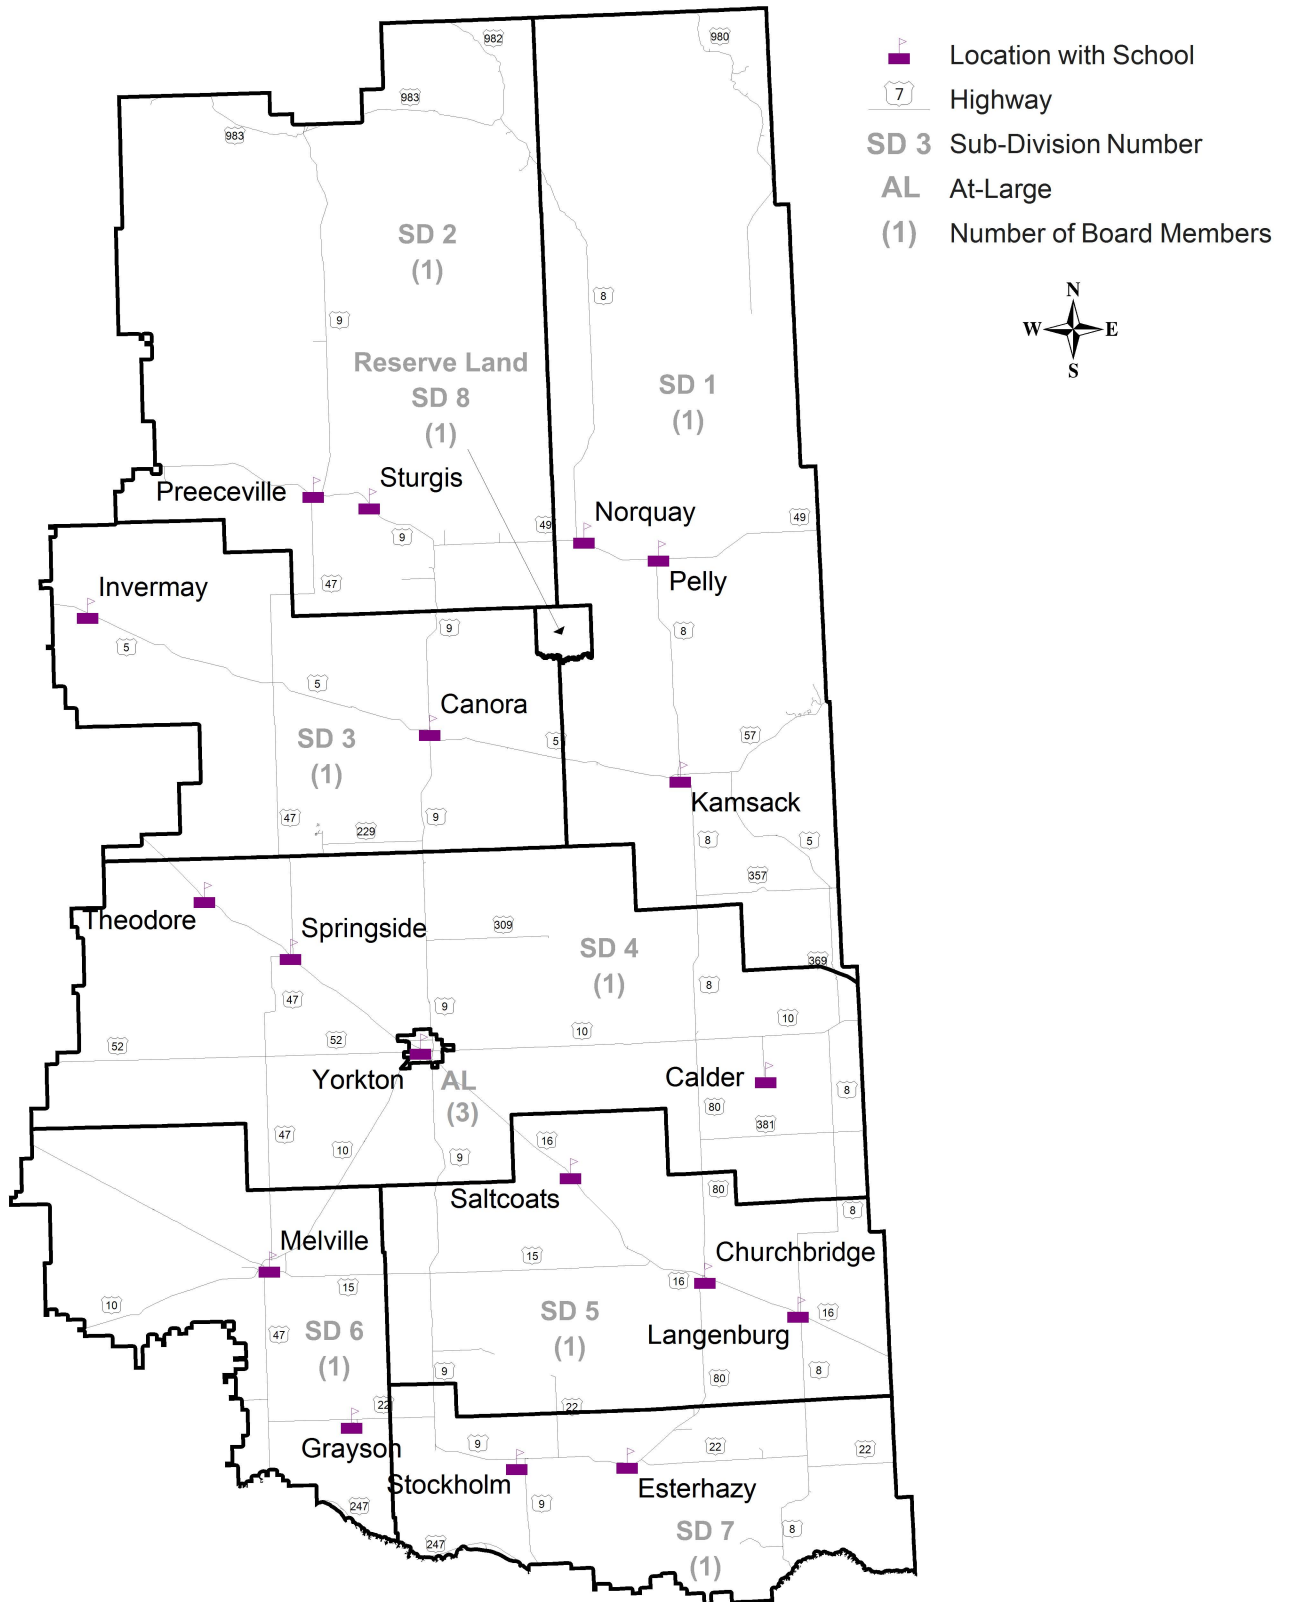 982
980
Location with School
7
Highway
983
983
SD 3
Sub-Division Number
AL
At-Large
(1)
Number of Board Members
SD 2
(1)
N
W
E
S
8
9
Reserve Land
SD 8
(1)
SD 1
(1)
Sturgis
Preeceville
Norquay
49
49
9
Pelly
47
Invermay
9
8
5
5
Canora
SD 3
(1)
5
57
Kamsack
47
229
9
8
5
357
Theodore
Springside
309
SD 4
(1)
369
8
47
9
10
10
52
52
Yorkton
AL
(3)
Calder
8
80
381
47
10
9
16
Saltcoats
80
8
Melville
Churchbridge
15
15
16
10
16
47
SD 6
(1)
SD 5
(1)
Langenburg
9
80
8
22
22
Grayson
9
22
22
Stockholm
Esterhazy
247
9
SD 7
(1)
8
247